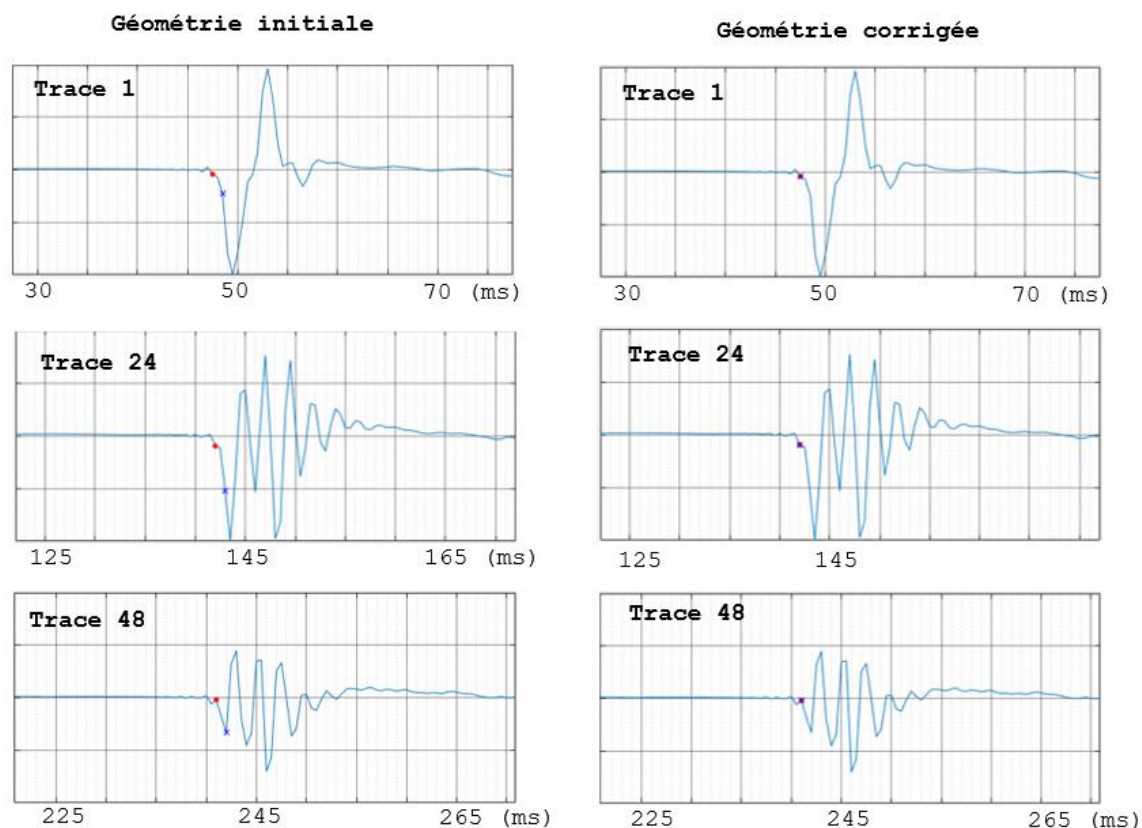 Géométrie initiale
Géométrie corrigée
Trace 1
30 50 70 (ms)
Trace 1
30 50 70 (ms)
Trace 24
125 145 165 (ms)
Trace 24
125 145
Trace 48
225 245 265 (ms)
Trace 48
225 245 265 (ms)